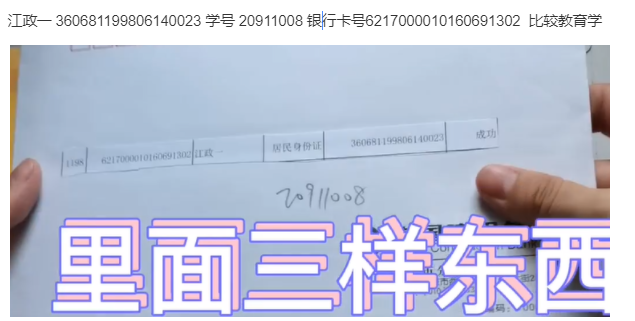 江政一 360681199806140023 学号 20911008 银行卡号6217000010160691302 比较教育学
1198 6217000010160691302 江政一 居民身份证 360681199806140023 成功
20911008
里面三样东西